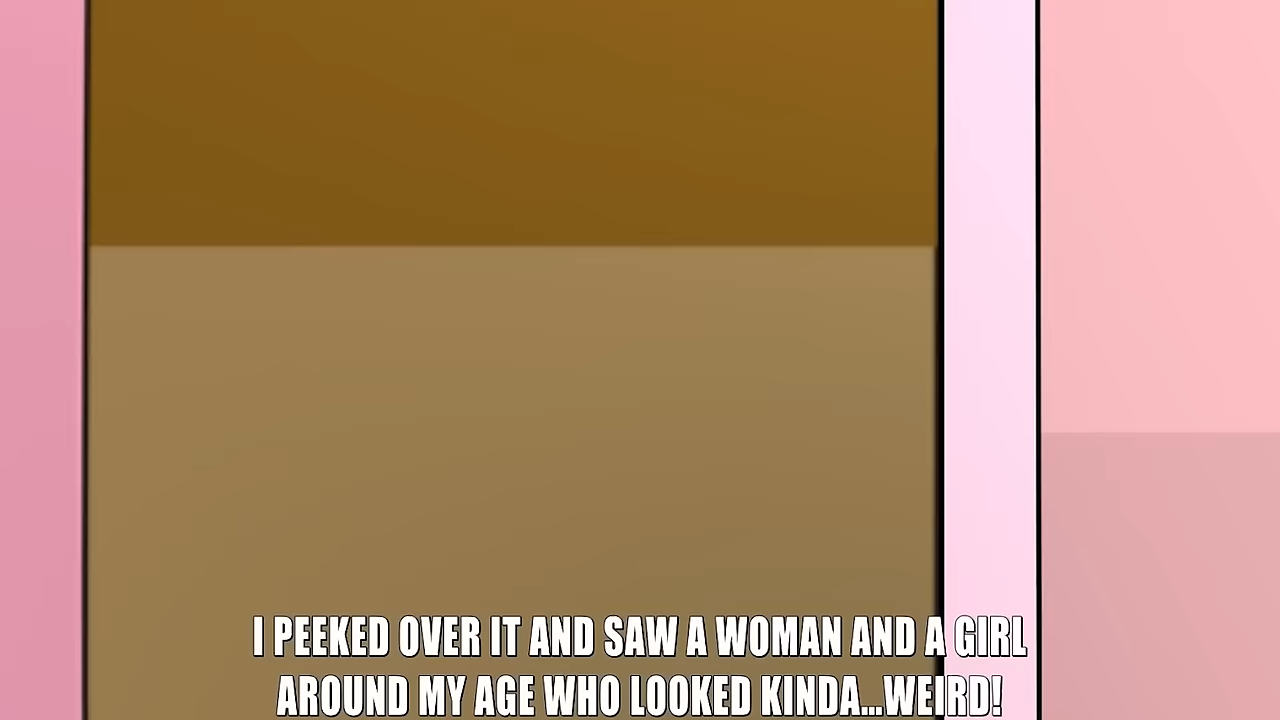 I PEEKED OVER IT AND SAW A WOMAN AND A GIRL
AROUND MY AGE WHO LOOKED KINDA...WEIRD!